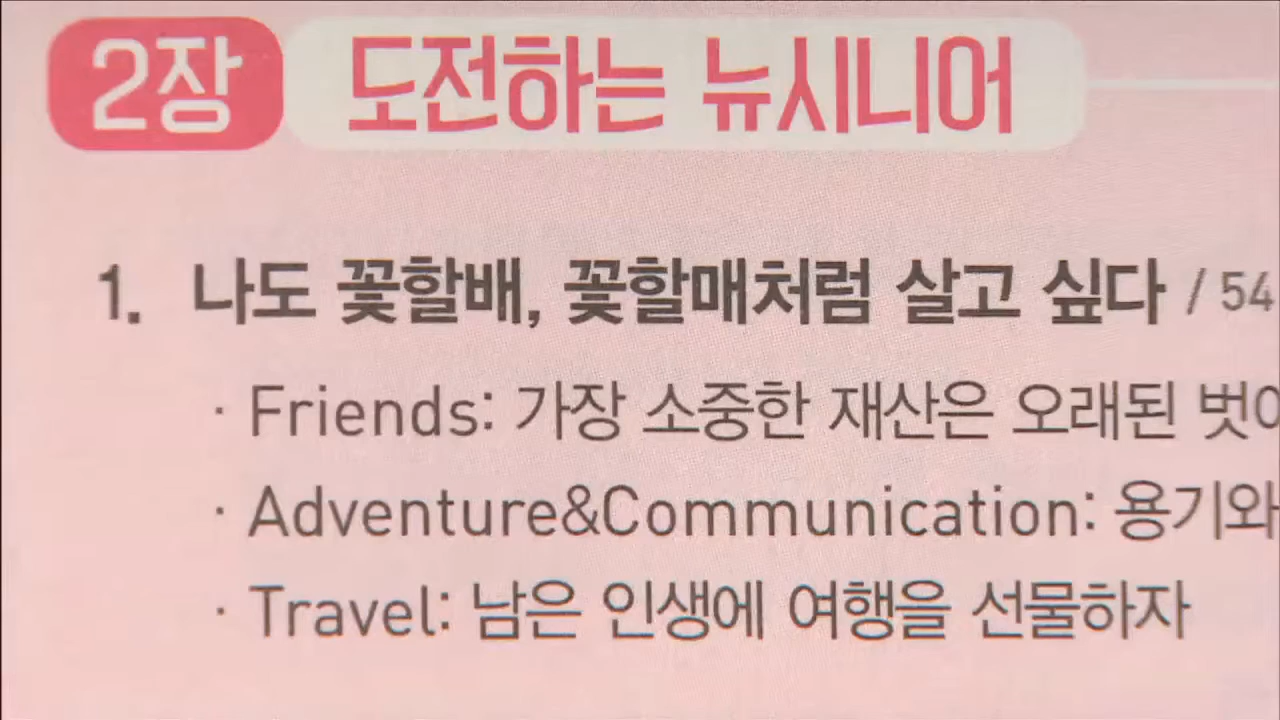 2장 도전하는 뉴시니어
1. 나도 꽃할배, 꽃할매처럼 살고 싶다 / 54
· Friends: 가장 소중한 재산은 오래된
· Adventure&Communication: 용기와
· Travel: 남은 인생에 여행을 선물하자